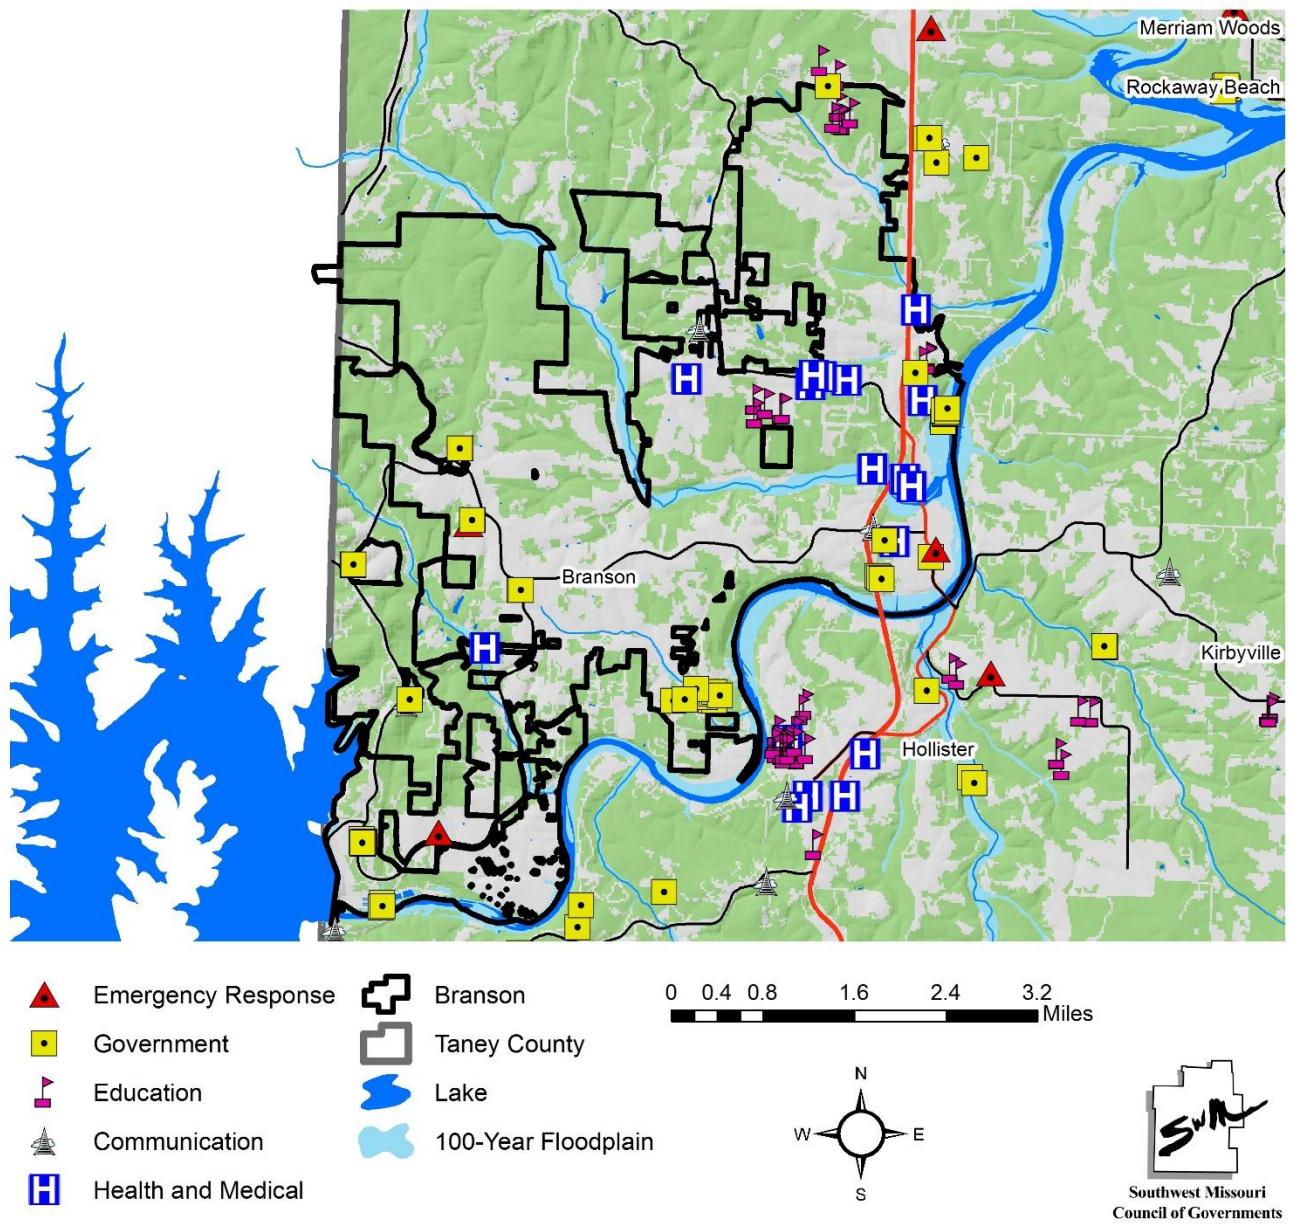 Merriam Woods
Rockaway Beach
Branson
Kirbyville
Hollister
Emergency Response
Government
Education
Communication
H Health and Medical
Branson
Taney County
Lake
100-Year Floodplain
0 0.4 0.8 1.6 2.4 3.2
Miles
N
W E
S
SWM
Southwest Missouri
Council of Governments